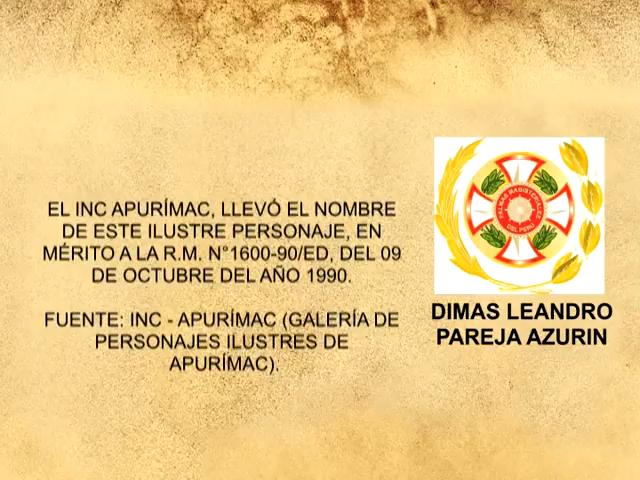 EL INC APURÍMAC, LLEVÓ EL NOMBRE
DE ESTE ILUSTRE PERSONAJE, EN
MÉRITO A LA R.M. N°1600-90/ED, DEL 09
DE OCTUBRE DEL AÑO 1990.
FUENTE: INC - APURÍMAC (GALERÍA DE
PERSONAJES ILUSTRES DE
APURÍMAC).
PALMAS MAGISTERIALES
DEL PERÚ
DIMAS LEANDRO
PAREJA AZURIN